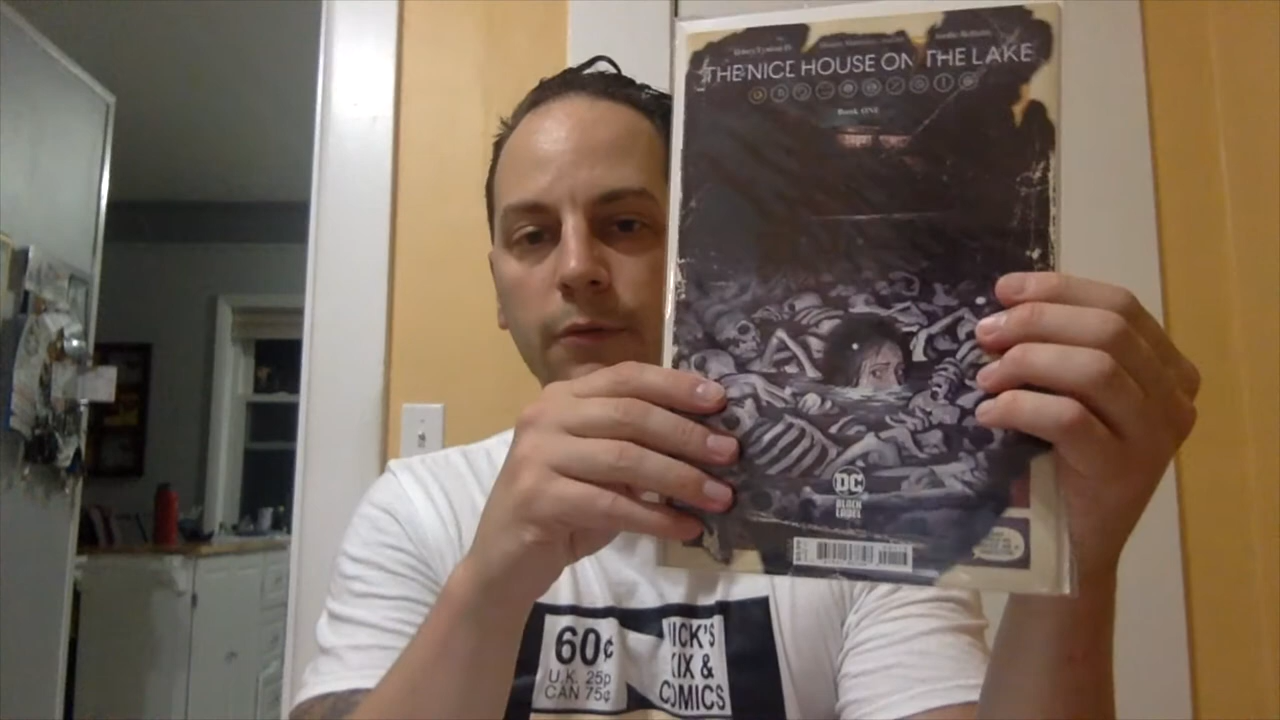 THE NICE HOUSE ON THE LAKE
Book ONE
DC
BLACK
LABEL
60¢
U.K. 25p
CAN 75¢
NICK'S
KIX &
COMICS